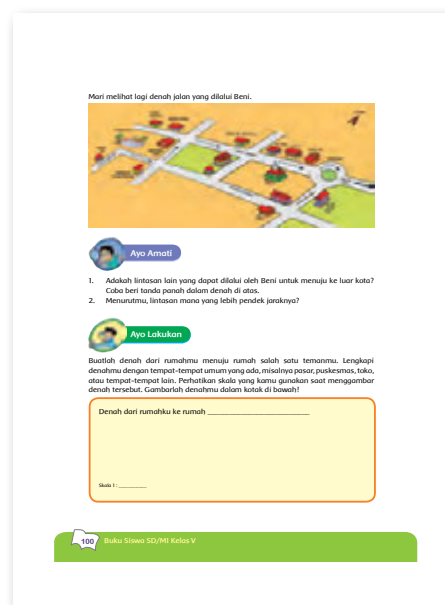 Mari melihat lagi denah jalan yang dilalui Beni.
Ayo Amati
1. Adakah lintasan lain yang dapat dilalui oleh Beni untuk menuju ke luar kota?
Coba beri tanda panah dalam denah di atas.
2. Menurutmu, lintasan mana yang lebih pendek jaraknya?
Ayo Lakukan
Buatlah denah dari rumahmu menuju rumah salah satu temanmu. Lengkapi
denahmu dengan tempat-tempat umum yang ada, misalnya pasar, puskesmas, toko,
atau tempat-tempat lain. Perhatikan skala yang kamu gunakan saat menggambar
denah tersebut. Gambarlah denahmu dalam kotak di bawah!
Denah dari rumahku ke rumah ____________________
Skala 1 : __________
100 Buku Siswa SD/MI Kelas V